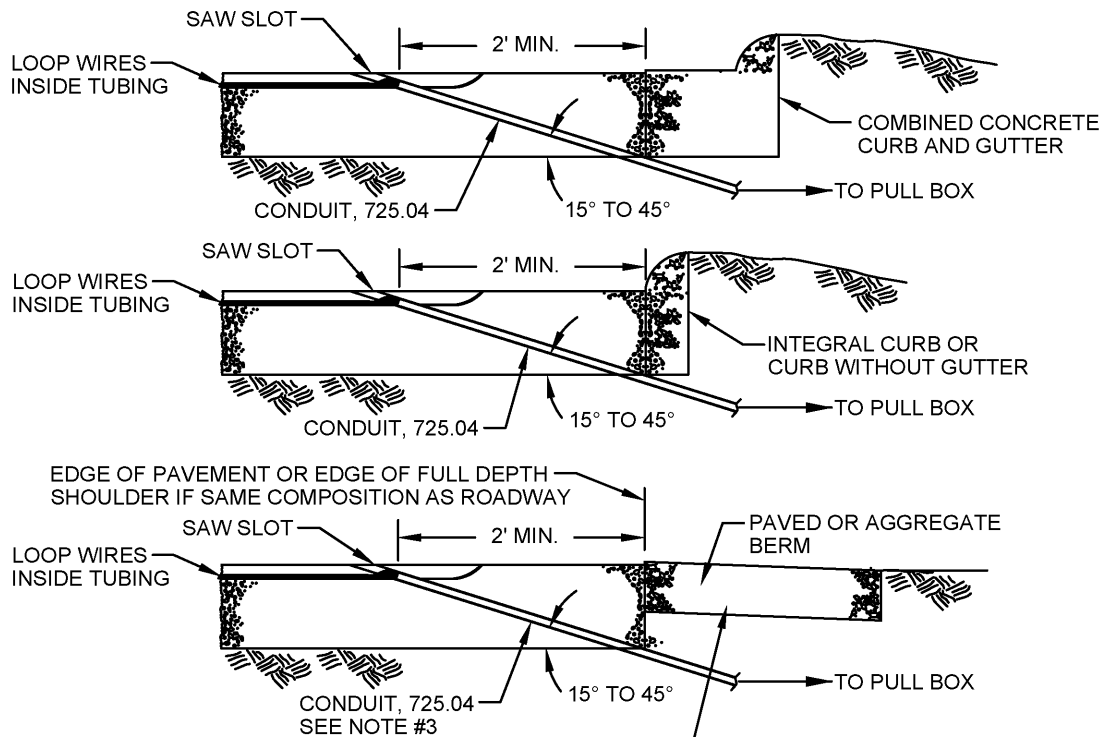 SAW SLOT
2' MIN.
LOOP WIRES
INSIDE TUBING
COMBINED CONCRETE
CURB AND GUTTER
TO PULL BOX
CONDUIT, 725.04
15° TO 45°
SAW SLOT
2' MIN.
LOOP WIRES
INSIDE TUBING
INTEGRAL CURB OR
CURB WITHOUT GUTTER
TO PULL BOX
15° TO 45°
CONDUIT, 725.04
EDGE OF PAVEMENT OR EDGE OF FULL DEPTH
SHOULDER IF SAME COMPOSITION AS ROADWAY
SAW SLOT
2' MIN.
PAVED OR AGGREGATE
BERM
LOOP WIRES
INSIDE TUBING
TO PULL BOX
15° TO 45°
CONDUIT, 725.04
SEE NOTE #3